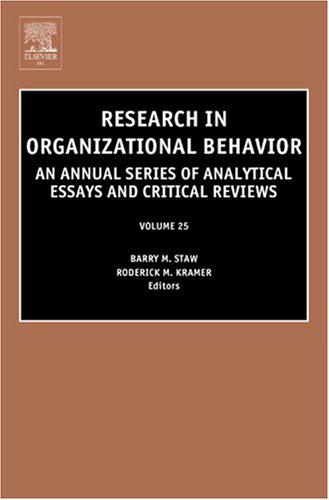 ELSEVIER
JAI
RESEARCH IN
ORGANIZATIONAL BEHAVIOR
AN ANNUAL SERIES OF ANALYTICAL
ESSAYS AND CRITICAL REVIEWS
VOLUME 25
BARRY M. STAW
RODERICK M. KRAMER
Editors